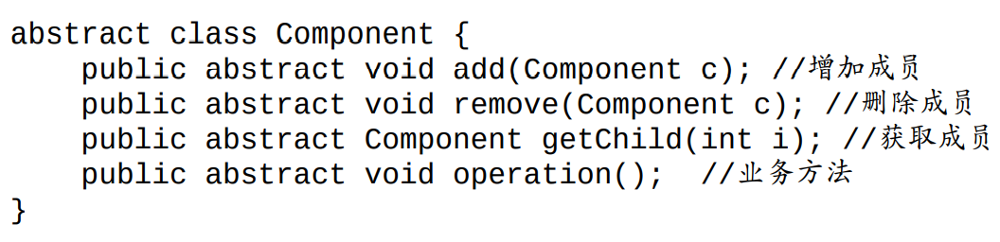 abstract class Component {
    public abstract void add(Component c); //增加成员
    public abstract void remove(Component c); //删除成员
    public abstract Component getChild(int i); //获取成员
    public abstract void operation();  //业务方法
}